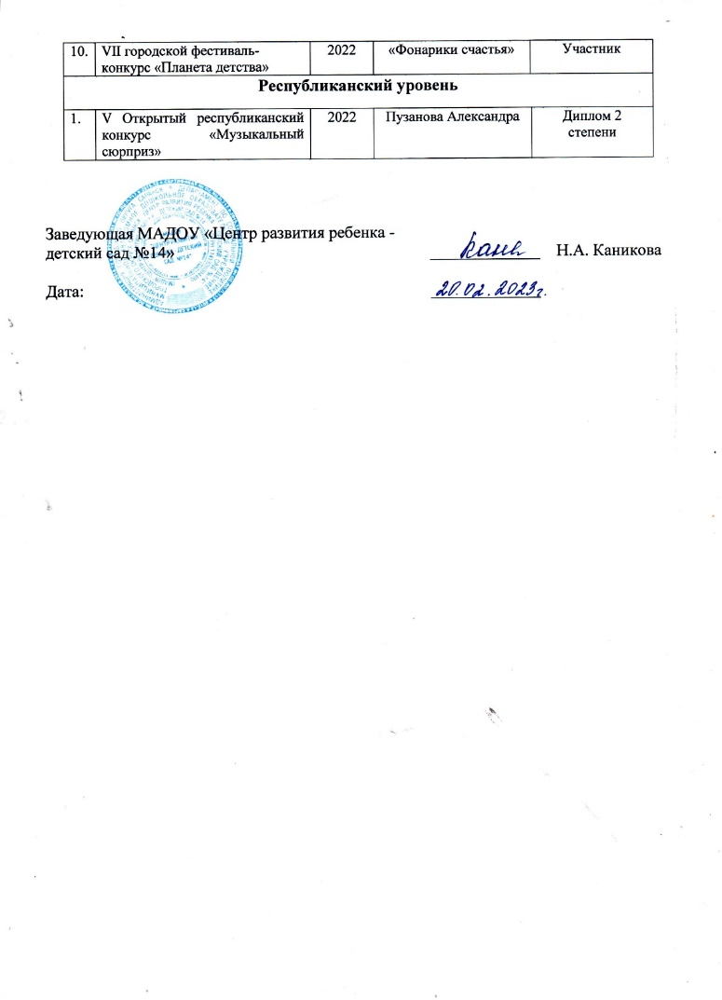 10. VII городской фестиваль- 2022 «Фонарики счастья» Участник
конкурс «Планета детства»
Республиканский уровень
1. V Открытый республиканский 2022 Пузанова Александра Диплом 2
конкурс «Музыкальный степени
сюрприз»
Заведующая МАДОУ «Центр развития ребенка -
детский сад №14» Н.А. Каникова
Дата: 20.02.2023г.